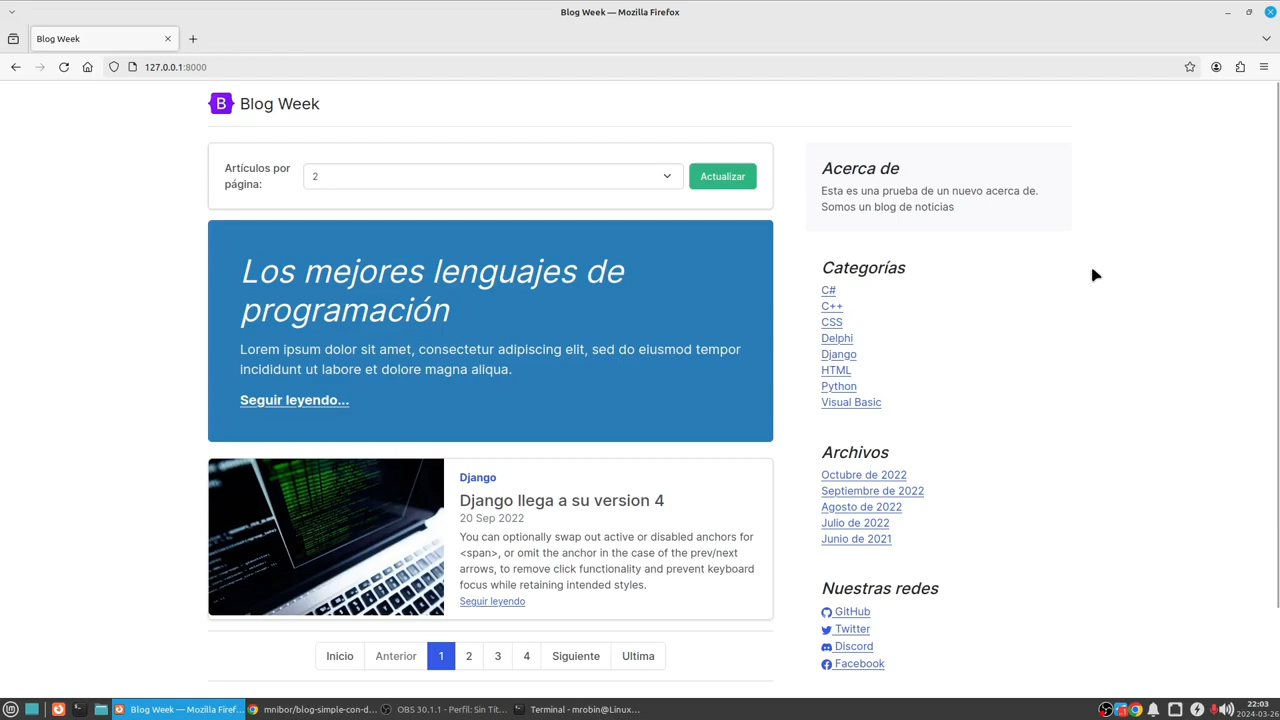 Blog Week — Mozilla Firefox
Blog Week
127.0.0.1:8000
B Blog Week
Artículos por
página:
2
Actualizar
Los mejores lenguajes de
programación
Lorem ipsum dolor sit amet, consectetur adipiscing elit, sed do eiusmod tempor
incididunt ut labore et dolore magna aliqua.
Seguir leyendo...
Django
Django llega a su version 4
20 Sep 2022
You can optionally swap out active or disabled anchors for
<span>, or omit the anchor in the case of the prev/next
arrows, to remove click functionality and prevent keyboard
focus while retaining intended styles.
Seguir leyendo
Inicio Anterior 1 2 3 4 Siguiente Ultima
Acerca de
Esta es una prueba de un nuevo acerca de.
Somos un blog de noticias
Categorías
C#
C++
CSS
Delphi
Django
HTML
Python
Visual Basic
Archivos
Octubre de 2022
Septiembre de 2022
Agosto de 2022
Julio de 2022
Junio de 2021
Nuestras redes
GitHub
Twitter
Discord
Facebook
Blog Week — Mozilla Firef...
mnibor/blog-simple-con-d...
OBS 30.1.1 - Perfil: Sin Tít...
Terminal - mrobin@Linux...
22:03
2024-03-26